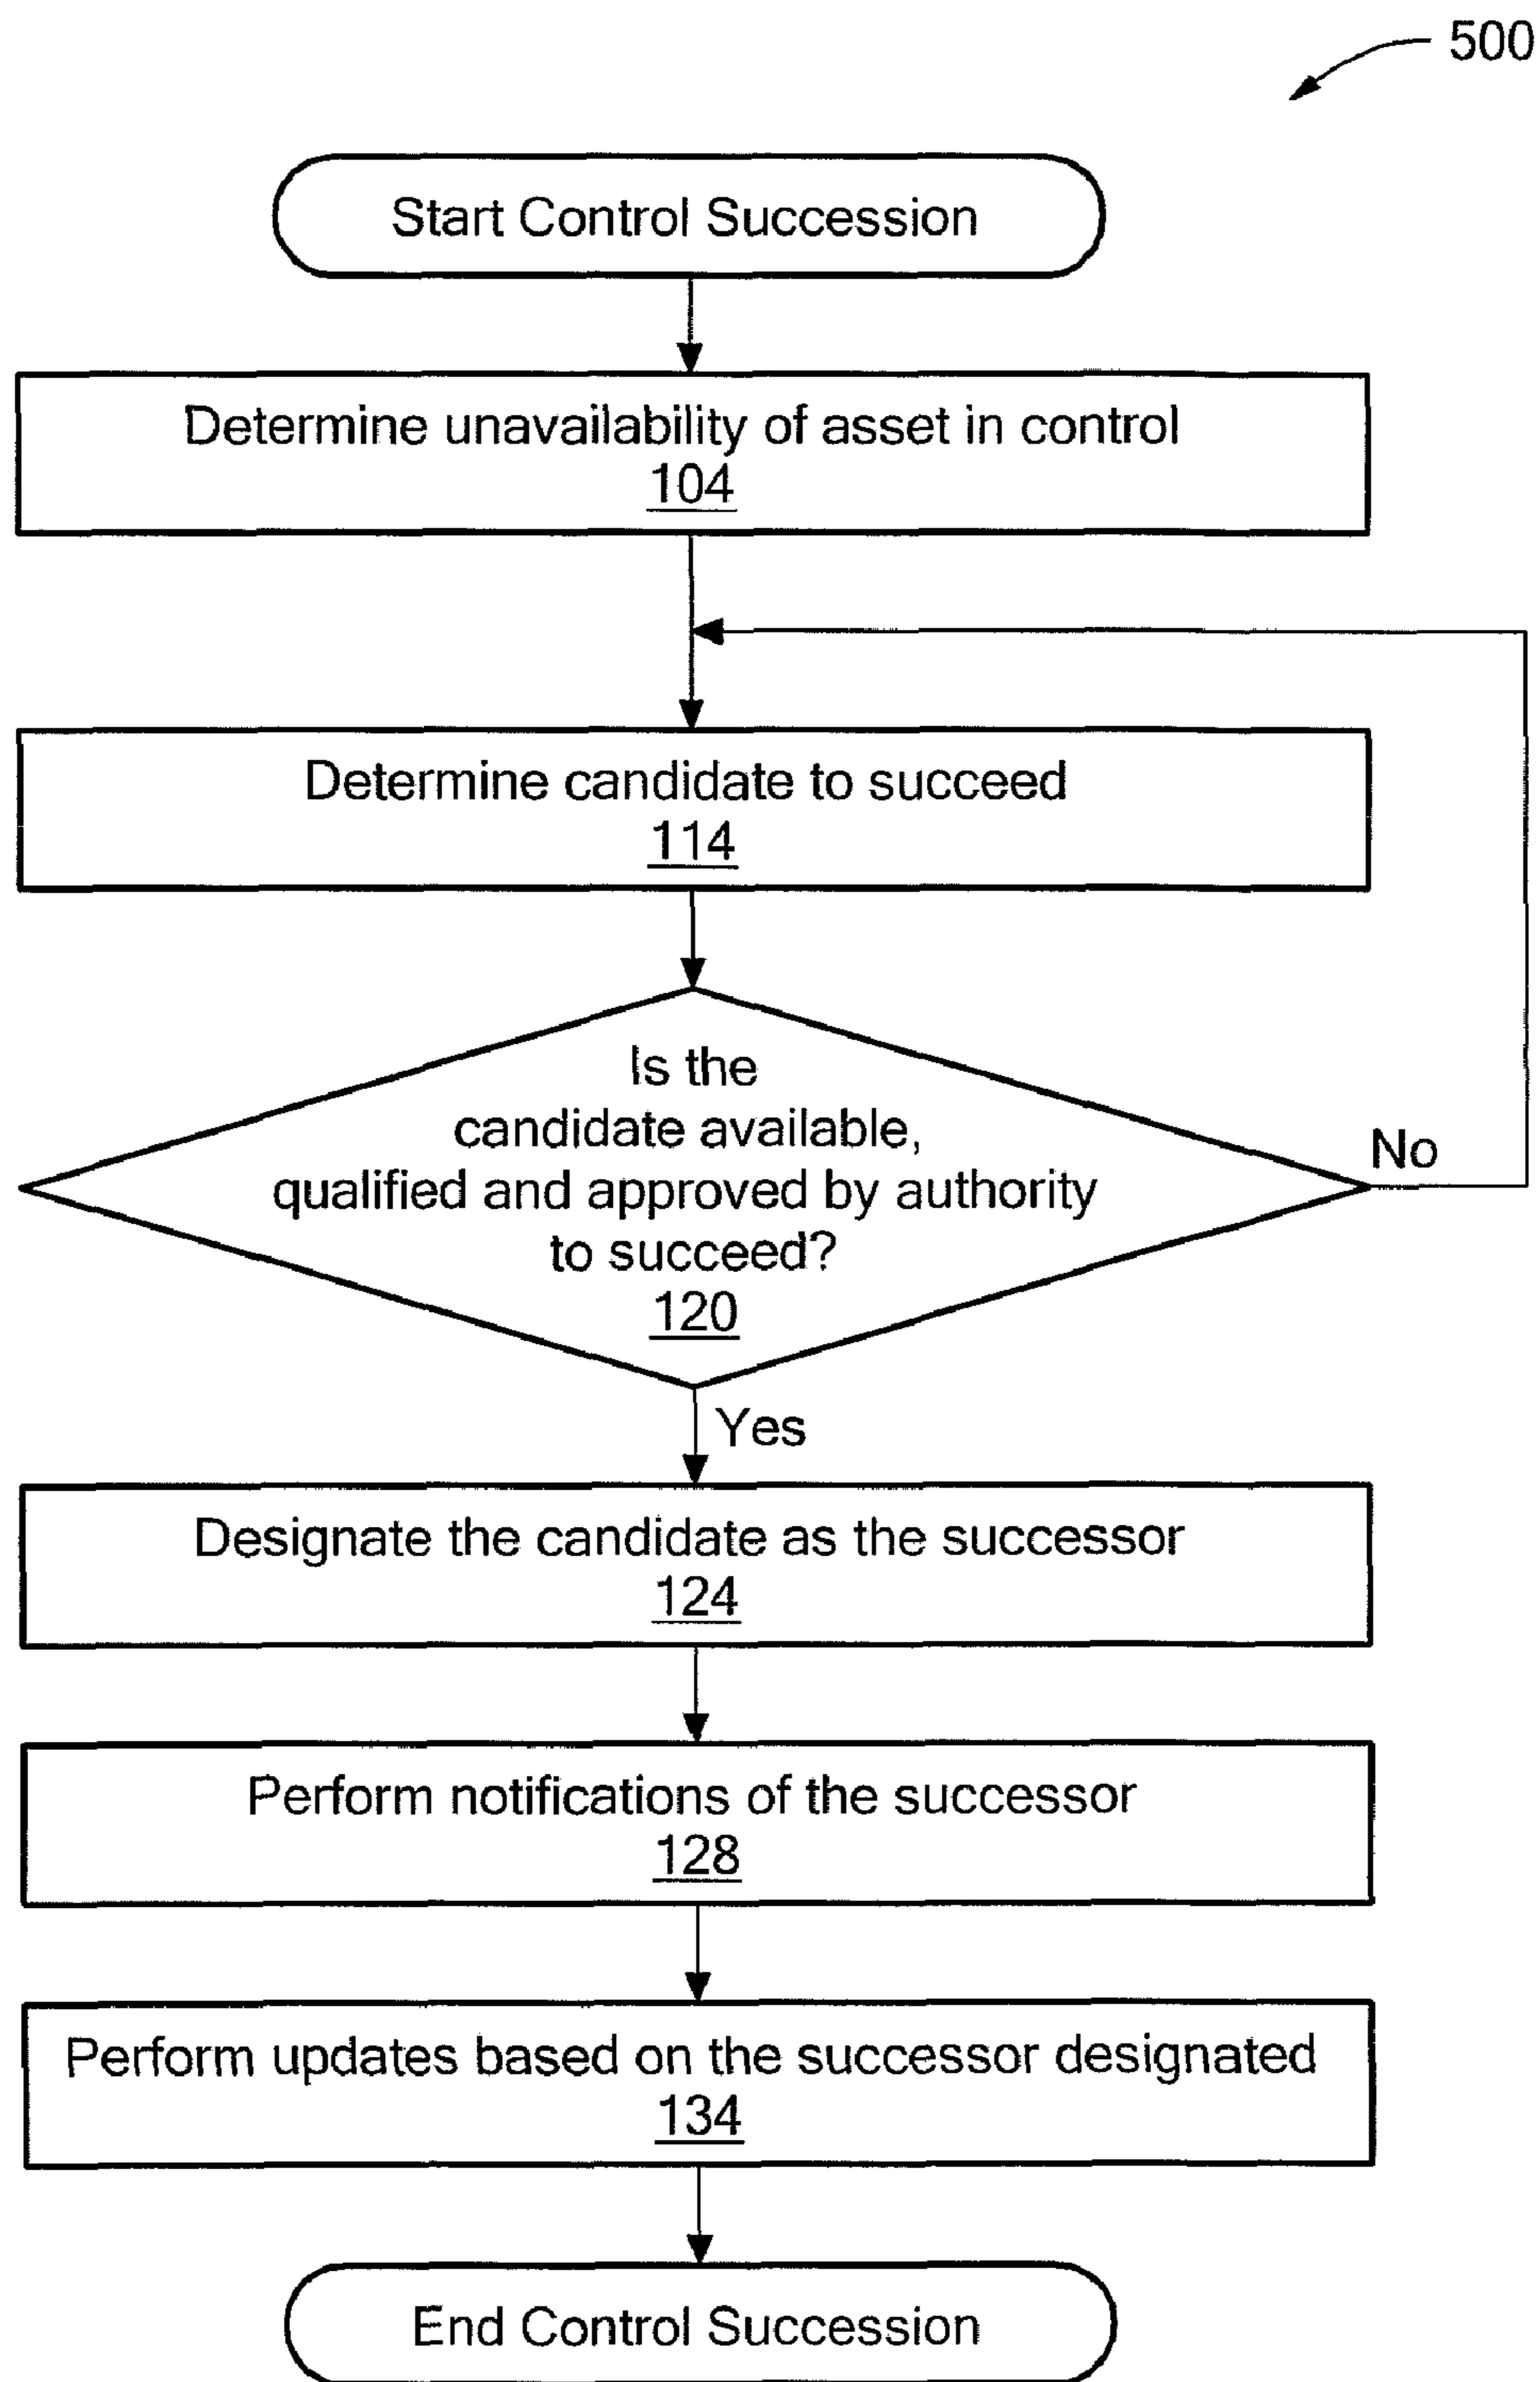 500
Start Control Succession
Determine unavailability of asset in control
104
Determine candidate to succeed
114
Is the
candidate available,
qualified and approved by authority
to succeed?
120
No
Yes
Designate the candidate as the successor
124
Perform notifications of the successor
128
Perform updates based on the successor designated
134
End Control Succession